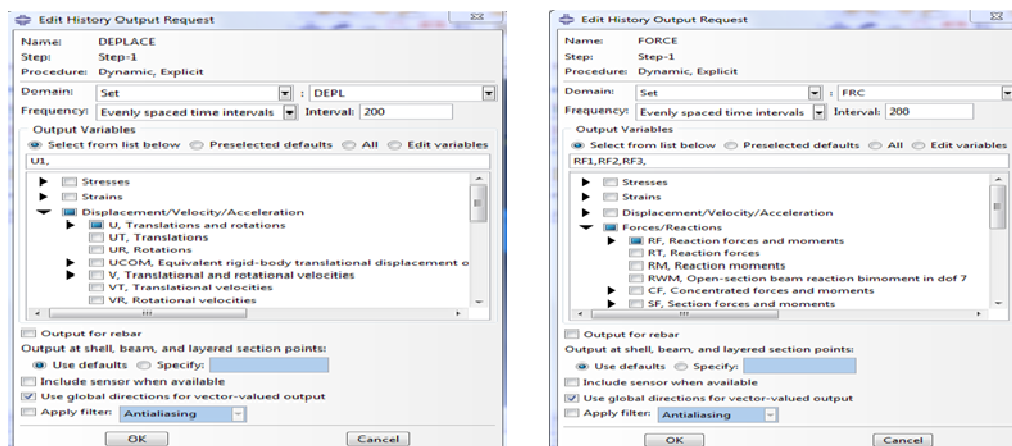 Edit History Output Request
Name: DEPLACE
Step: Step-1
Procedure: Dynamic, Explicit
Domain: Set : DEPL
Frequency: Evenly spaced time intervals Interval: 200
Output Variables
Select from list below Preselected defaults All Edit variables
U1,
Stresses
Strains
Displacement/Velocity/Acceleration
U, Translations and rotations
UT, Translations
UR, Rotations
UCOM, Equivalent rigid-body translational displacement o
V, Translational and rotational velocities
VT, Translational velocities
VR, Rotational velocities
Output for rebar
Output at shell, beam, and layered section points:
Use defaults Specify:
Include sensor when available
Use global directions for vector-valued output
Apply filter: Antialiasing
OK Cancel
Edit History Output Request
Name: FORCE
Step: Step-1
Procedure: Dynamic, Explicit
Domain: Set : FRC
Frequency: Evenly spaced time intervals Interval: 200
Output Variables
Select from list below Preselected defaults All Edit variables
RF1,RF2,RF3,
Stresses
Strains
Displacement/Velocity/Acceleration
Forces/Reactions
RF, Reaction forces and moments
RT, Reaction forces
RM, Reaction moments
RWM, Open-section beam reaction bimoment in dof 7
CF, Concentrated forces and moments
SF, Section forces and moments
Output for rebar
Output at shell, beam, and layered section points:
Use defaults Specify:
Include sensor when available
Use global directions for vector-valued output
Apply filter: Antialiasing
OK Cancel